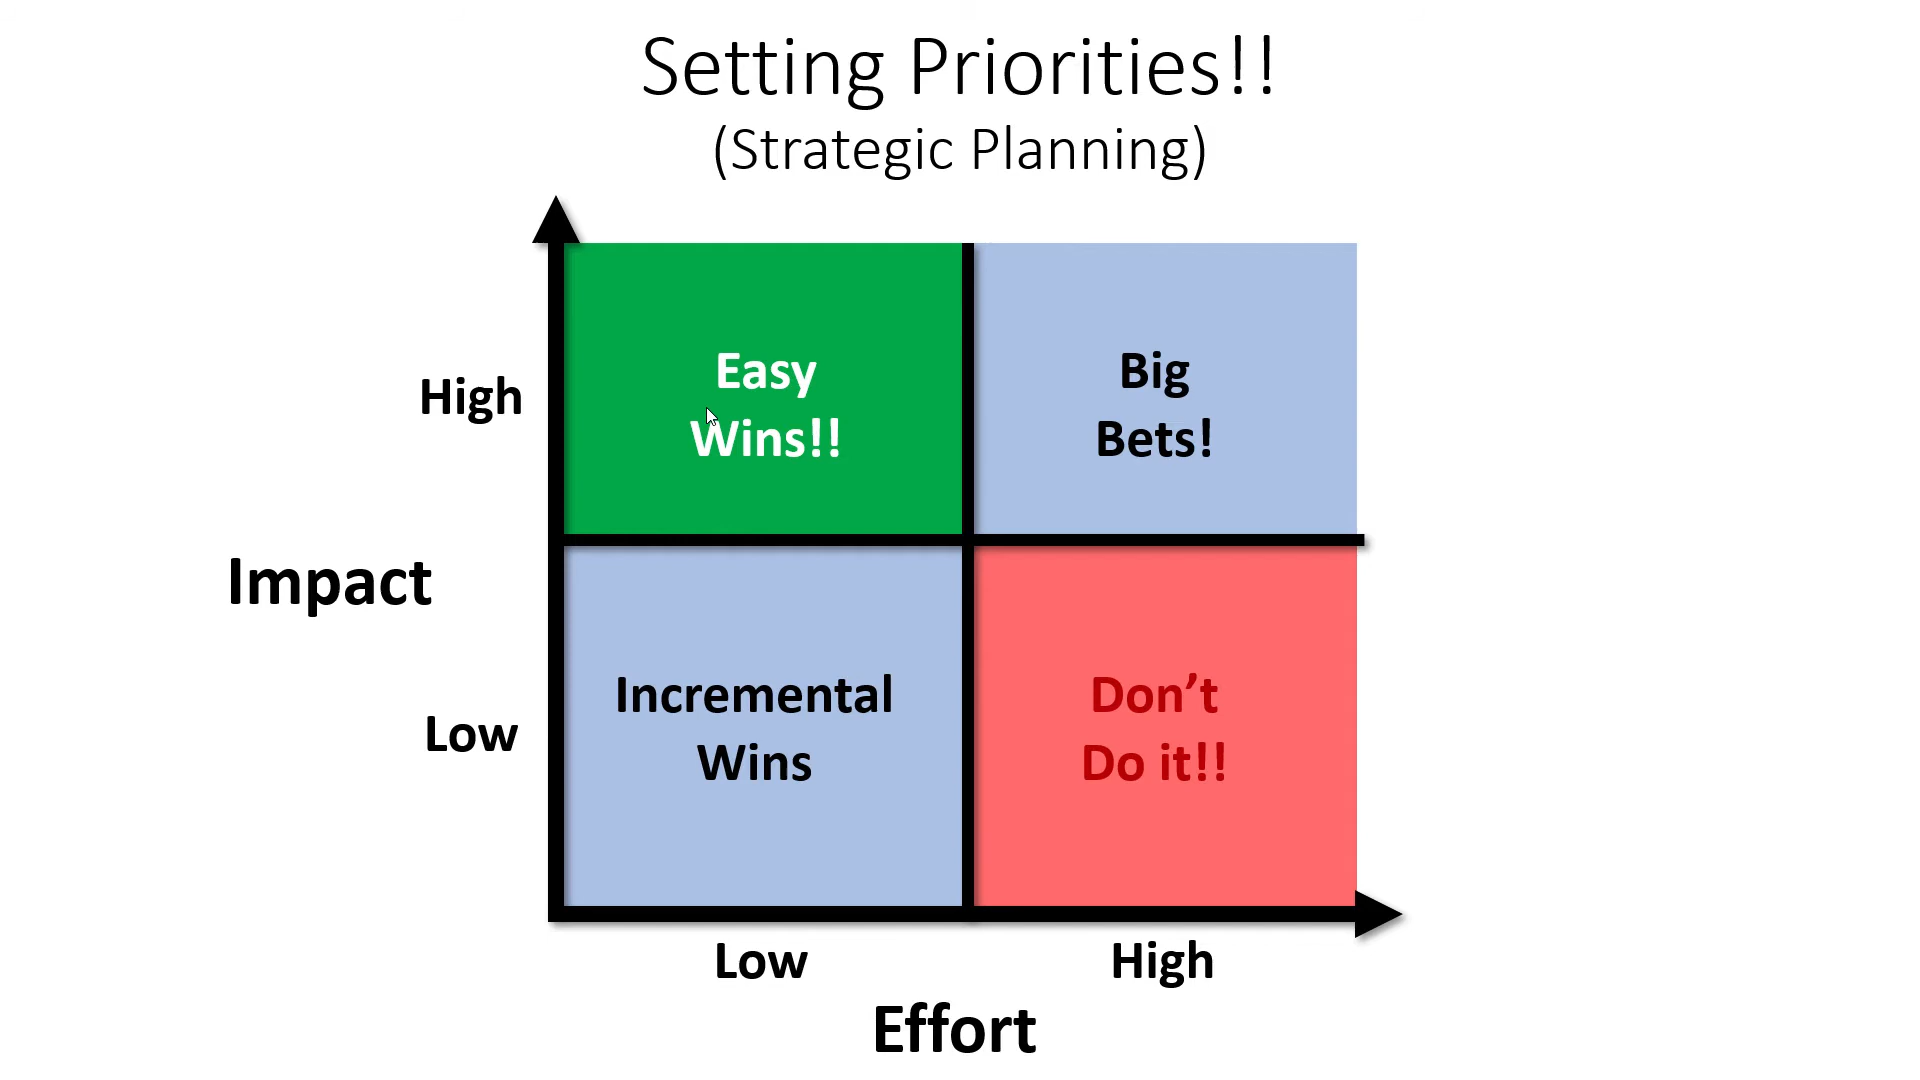 Setting Priorities!!
(Strategic Planning)
High
Easy
Wins!!
Big
Bets!
Impact
Low
Incremental
Wins
Don’t
Do it!!
Low
High
Effort